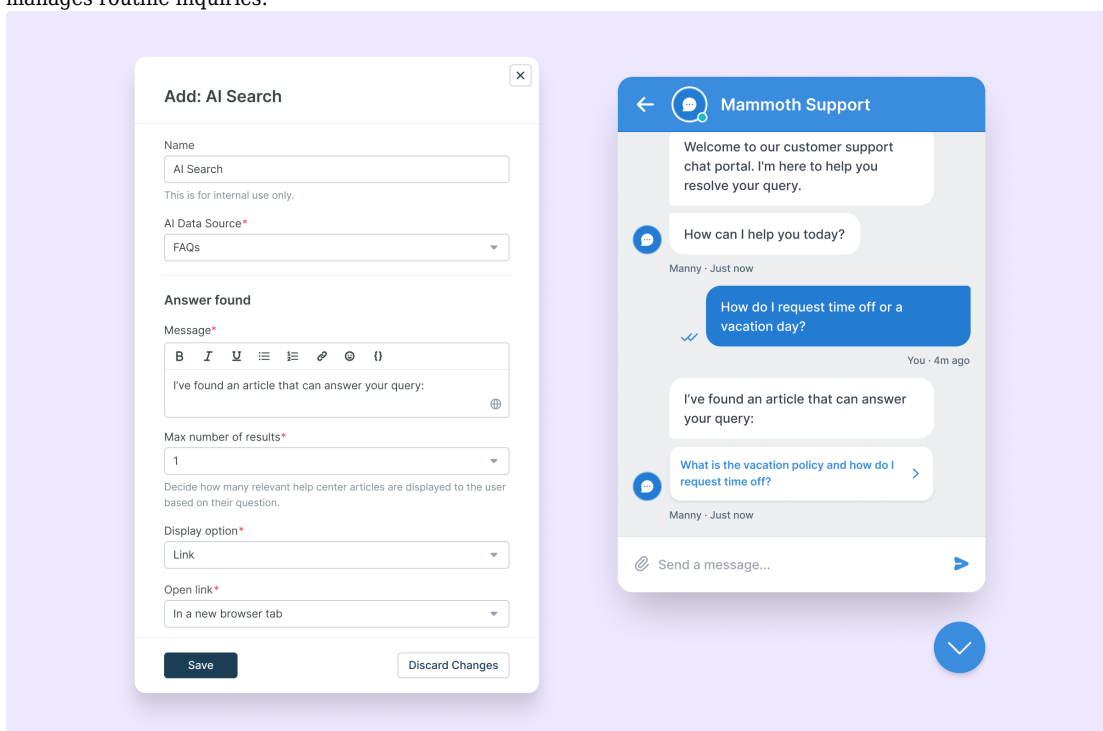 manages routine inquiries.
Add: AI Search
Name
AI Search
This is for internal use only.
AI Data Source*
FAQs
Answer found
Message*
B I U {}
I've found an article that can answer your query:
Max number of results*
1
Decide how many relevant help center articles are displayed to the user
based on their question.
Display option*
Link
Open link*
In a new browser tab
Save
Discard Changes
Mammoth Support
Welcome to our customer support
chat portal. I'm here to help you
resolve your query.
How can I help you today?
Manny · Just now
How do I request time off or a
vacation day?
You · 4m ago
I've found an article that can answer
your query:
What is the vacation policy and how do I
request time off?
Manny · Just now
Send a message...